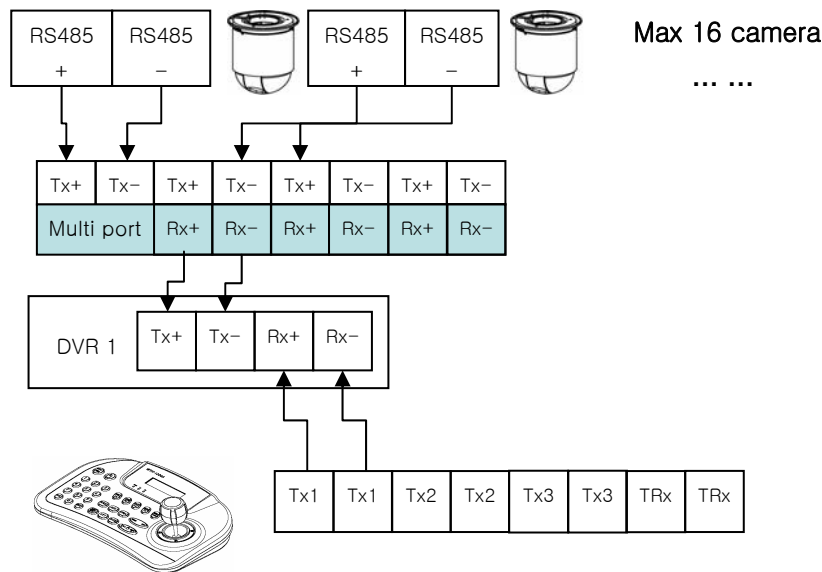 RS485 RS485 RS485 RS485 Max 16 camera
+ − + − ... ...
Tx+ Tx− Tx+ Tx− Tx+ Tx− Tx+ Tx−
Multi port Rx+ Rx− Rx+ Rx− Rx+ Rx−
DVR 1 Tx+ Tx− Rx+ Rx−
Tx1 Tx1 Tx2 Tx2 Tx3 Tx3 TRx TRx